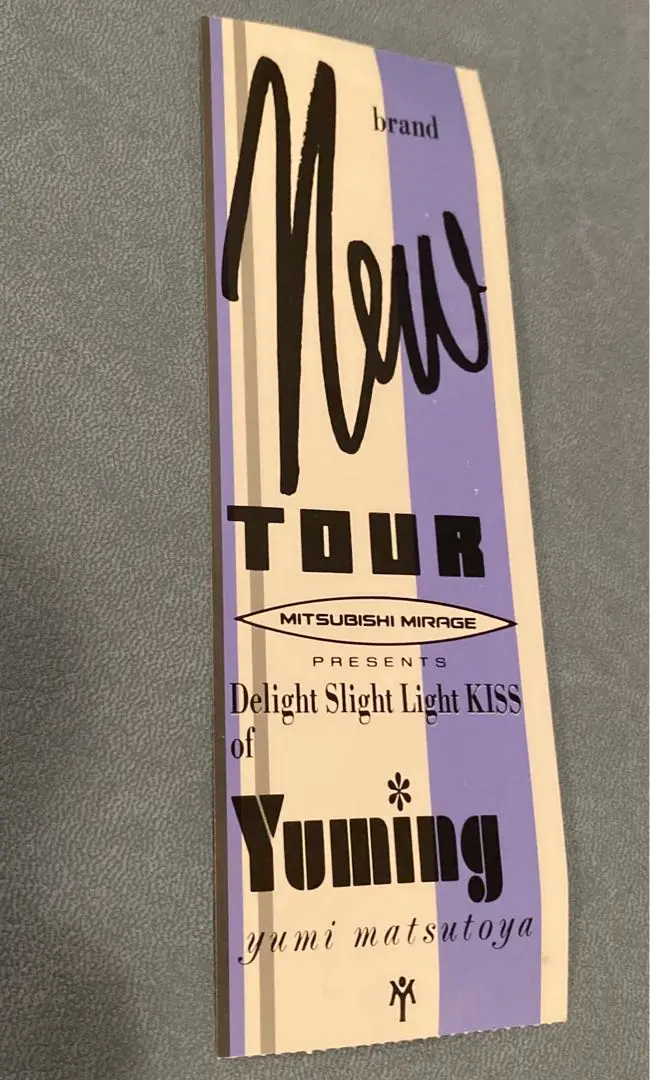 brand
New
TOUR
MITSUBISHI MIRAGE
PRESENTS
Delight Slight Light KISS
of
Yuming
yumi matsutoya